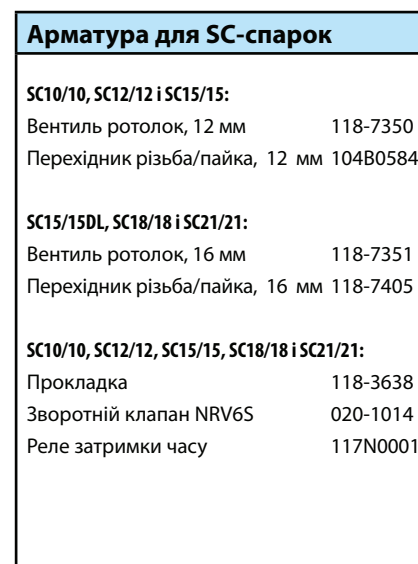 Арматура для SC-спарок
SC10/10, SC12/12 і SC15/15:
Вентиль ротолок, 12 мм 118-7350
Перехідник різьба/пайка, 12 мм 104B0584
SC15/15DL, SC18/18 і SC21/21:
Вентиль ротолок, 16 мм 118-7351
Перехідник різьба/пайка, 16 мм 118-7405
SC10/10, SC12/12, SC15/15, SC18/18 і SC21/21:
Прокладка 118-3638
Зворотній клапан NRV6S 020-1014
Реле затримки часу 117N0001